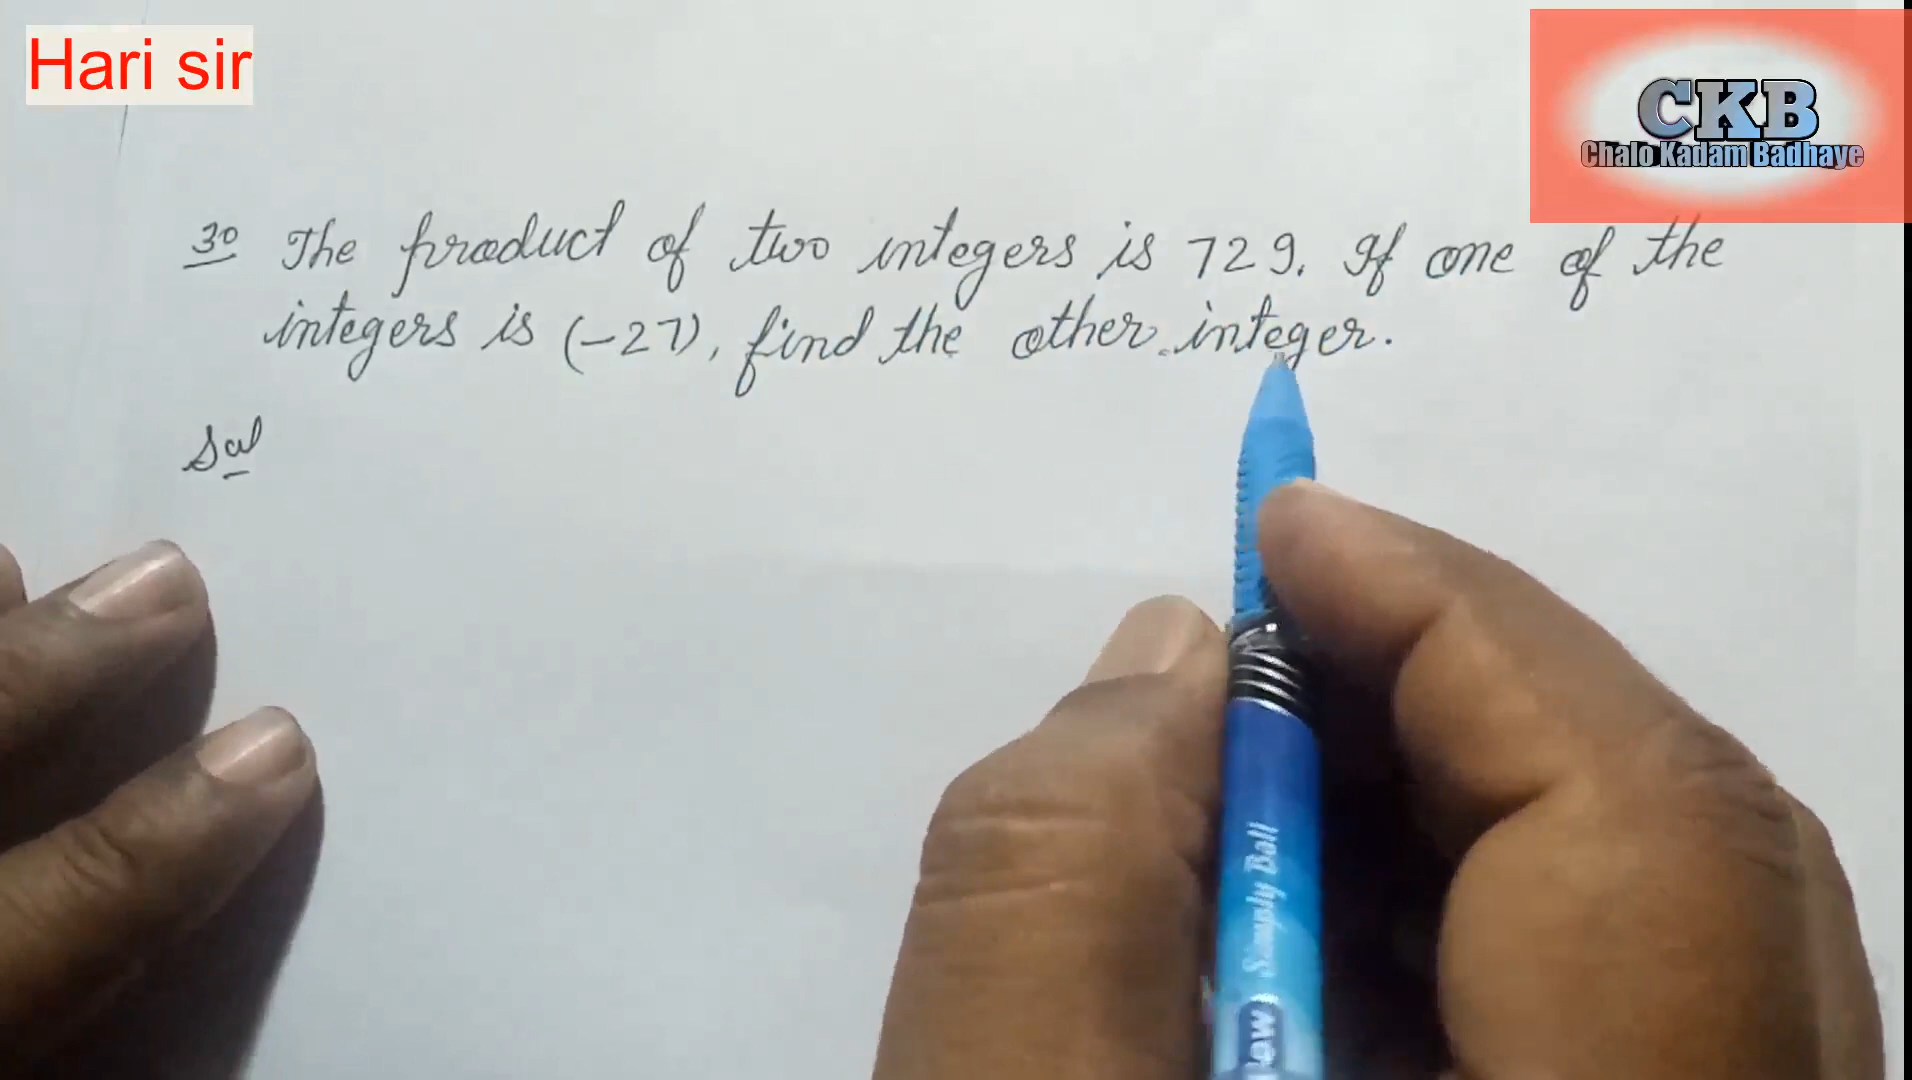 Hari sir
CKB
Chalo Kadam Badhaye
30 The product of two integers is 729. If one of the
integers is (-27), find the other integer.
Sol
Simply Ball